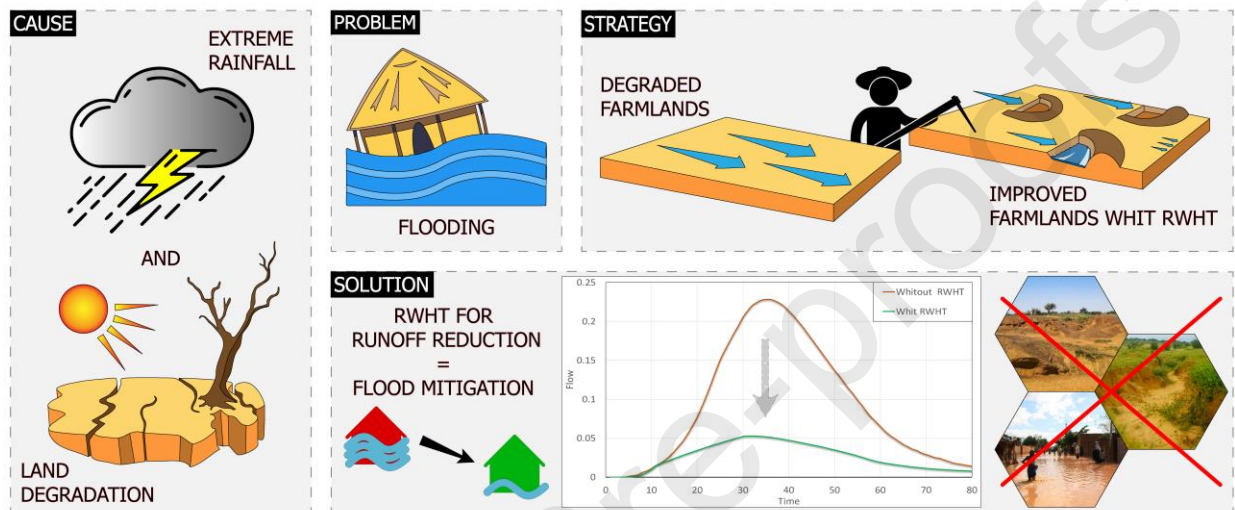 CAUSE
EXTREME
RAINFALL
AND
LAND
DEGRADATION
PROBLEM
FLOODING
STRATEGY
DEGRADED
FARMLANDS
IMPROVED
FARMLANDS WHIT RWHT
SOLUTION
RWHT FOR
RUNOFF REDUCTION
=
FLOOD MITIGATION
0.25
0.2
0.15
0.1
0.05
0
Flow
Whitout RWHT
Whit RWHT
0 10 20 30 40 50 60 70 80
Time
re-proofs